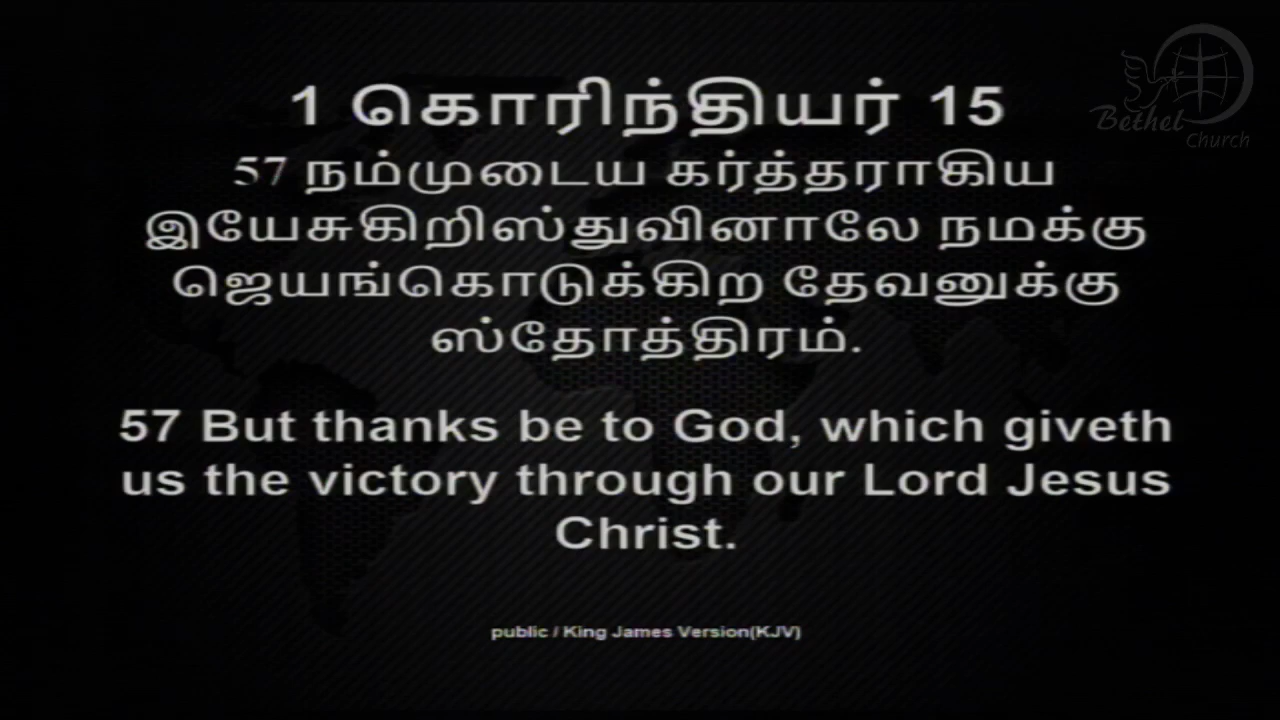 Bethel
Church
1 கொரிந்தியர் 15
57 நம்முடைய கர்த்தராகிய
இயேசுகிறிஸ்துவினாலே நமக்கு
ஜெயங்கொடுக்கிற தேவனுக்கு
ஸ்தோத்திரம்.
57 But thanks be to God, which giveth
us the victory through our Lord Jesus
Christ.
public / King James Version(KJV)